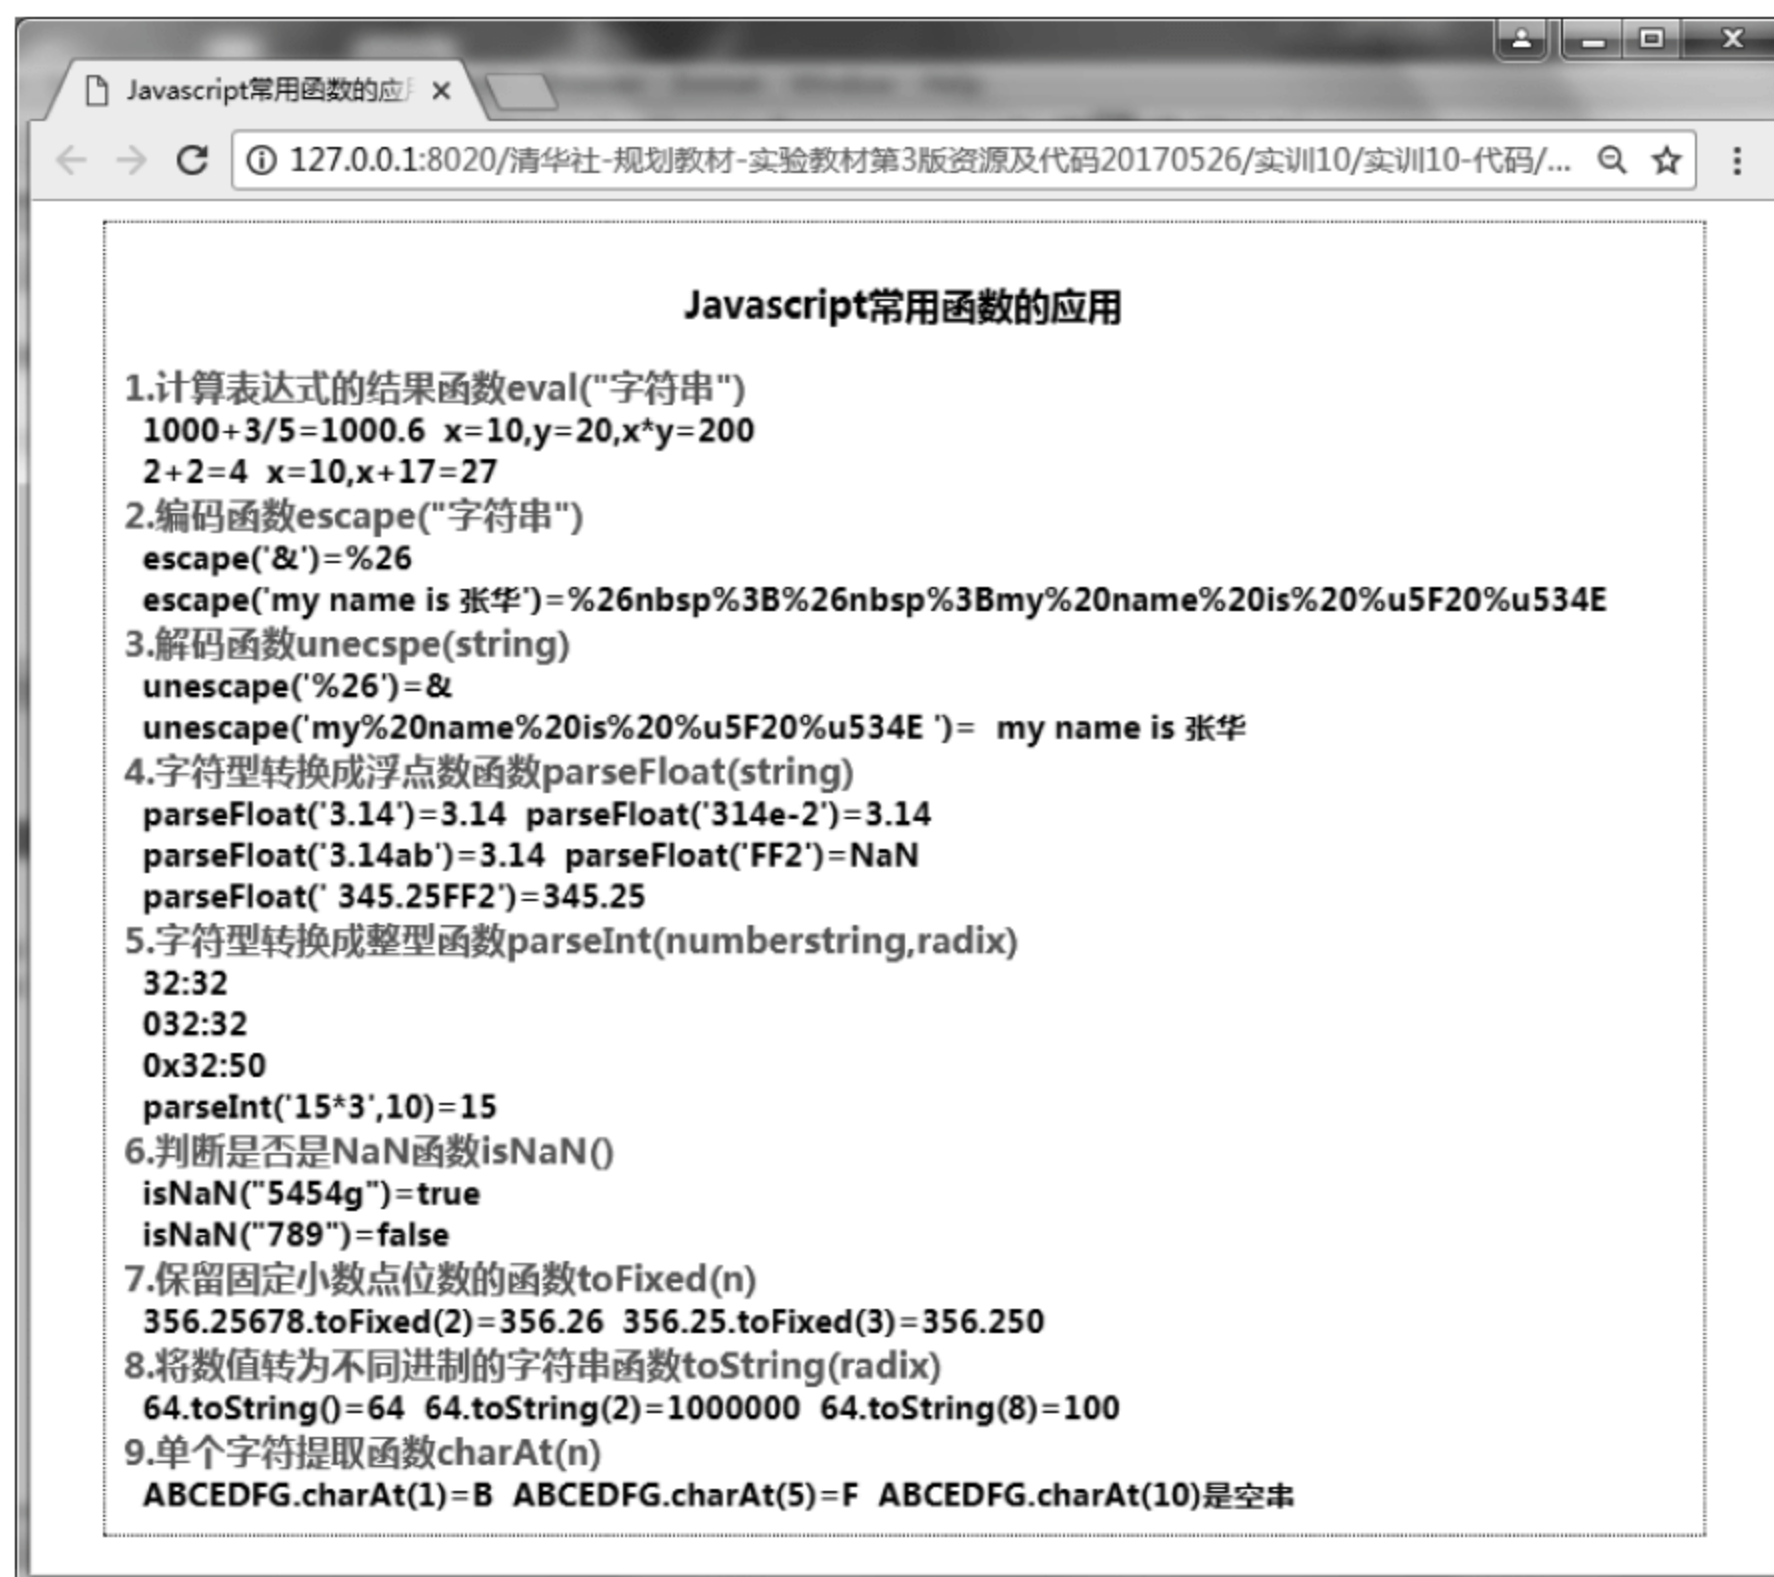 Javascript常用函数的应
127.0.0.1:8020/清华社-规划教材-实验教材第3版资源及代码20170526/实训10/实训10-代码/...
Javascript常用函数的应用
1.计算表达式的结果函数eval("字符串")
1000+3/5=1000.6 x=10,y=20,x*y=200
2+2=4 x=10,x+17=27
2.编码函数escape("字符串")
escape('&')=%26
escape('my name is 张华')=%26nbsp%3B%26nbsp%3Bmy%20name%20is%20%u5F20%u534E
3.解码函数unecspe(string)
unescape('%26')=&
unescape('my%20name%20is%20%u5F20%u534E ')= my name is 张华
4.字符型转换成浮点数函数parseFloat(string)
parseFloat('3.14')=3.14 parseFloat('314e-2')=3.14
parseFloat('3.14ab')=3.14 parseFloat('FF2')=NaN
parseFloat(' 345.25FF2')=345.25
5.字符型转换成整型函数parseInt(numberstring,radix)
32:32
032:32
0x32:50
parseInt('15*3',10)=15
6.判断是否是NaN函数isNaN()
isNaN("5454g")=true
isNaN("789")=false
7.保留固定小数点位数的函数toFixed(n)
356.25678.toFixed(2)=356.26 356.25.toFixed(3)=356.250
8.将数值转为不同进制的字符串函数toString(radix)
64.toString()=64 64.toString(2)=1000000 64.toString(8)=100
9.单个字符提取函数charAt(n)
ABCEDFG.charAt(1)=B ABCEDFG.charAt(5)=F ABCEDFG.charAt(10)是空串